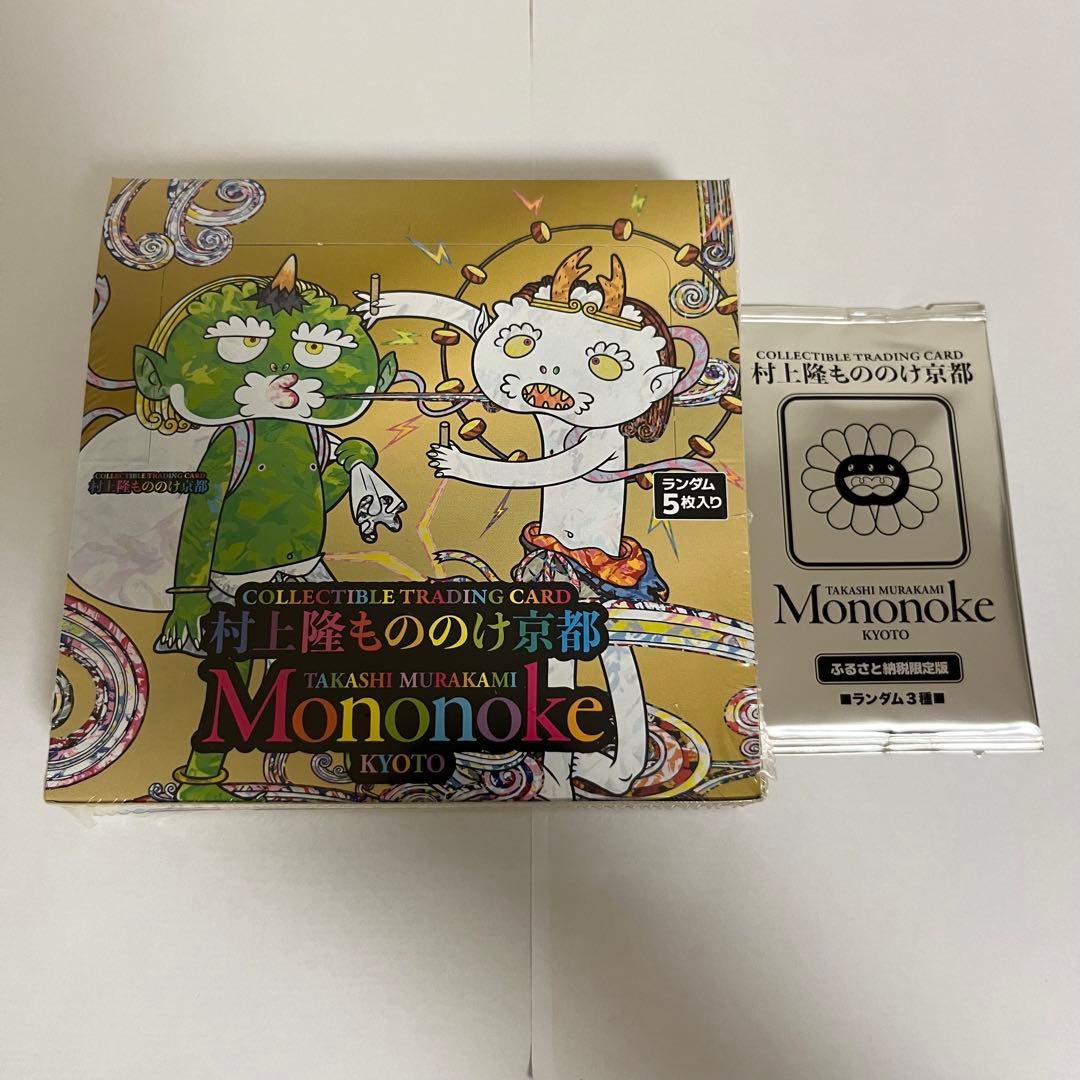 COLLECTIBLE TRADING CARD
村上隆もののけ京都
ランダム
5枚入り
COLLECTIBLE TRADING CARD
村上隆もののけ京都
TAKASHI MURAKAMI
Mononoke
KYOTO
COLLECTIBLE TRADING CARD
村上隆もののけ京都
TAKASHI MURAKAMI
Mononoke
KYOTO
ふるさと納税限定版
■ランダム3種■